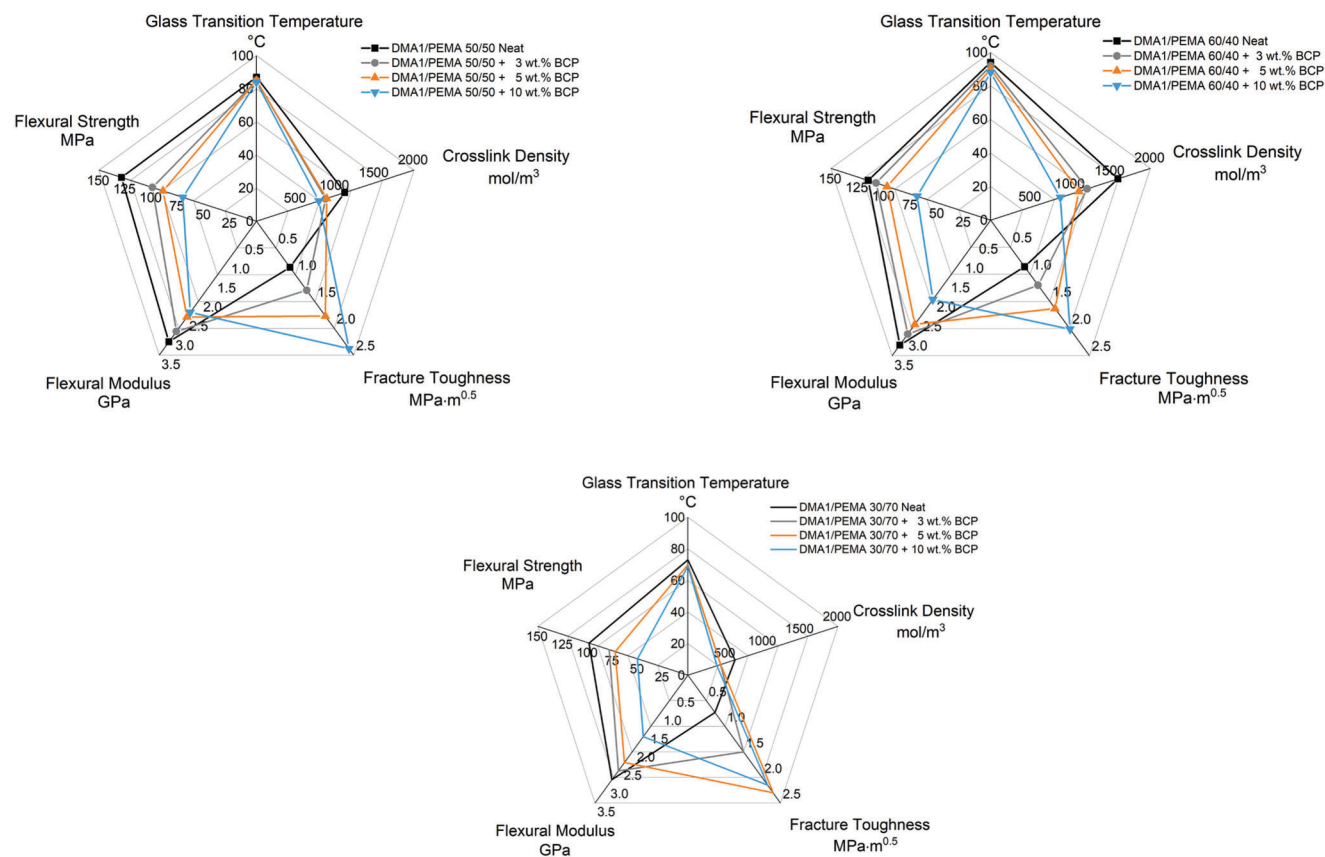 Glass Transition Temperature
°C
100
80
60
40
20
0
DMA1/PEMA 50/50 Neat
DMA1/PEMA 50/50 + 3 wt.% BCP
DMA1/PEMA 50/50 + 5 wt.% BCP
DMA1/PEMA 50/50 + 10 wt.% BCP
Flexural Strength
MPa
150 125 100 75 50 25
Crosslink Density
mol/m³
500 1000 1500 2000
0.5 1.0 1.5 2.0 2.5
0.5 1.0 2.0 2.5 3.0 3.5
Flexural Modulus
GPa
Fracture Toughness
MPa·m⁰·⁵
Glass Transition Temperature
°C
100
80
60
40
20
0
DMA1/PEMA 60/40 Neat
DMA1/PEMA 60/40 + 3 wt.% BCP
DMA1/PEMA 60/40 + 5 wt.% BCP
DMA1/PEMA 60/40 + 10 wt.% BCP
Flexural Strength
MPa
150 125 100 75 50 25
Crosslink Density
mol/m³
500 1000 1500 2000
0.5 1.0 1.5 2.0 2.5
0.5 1.0 1.5 2.0 2.5 3.0 3.5
Flexural Modulus
GPa
Fracture Toughness
MPa·m⁰·⁵
Glass Transition Temperature
°C
100
80
60
40
20
0
DMA1/PEMA 30/70 Neat
DMA1/PEMA 30/70 + 3 wt.% BCP
DMA1/PEMA 30/70 + 5 wt.% BCP
DMA1/PEMA 30/70 + 10 wt.% BCP
Flexural Strength
MPa
150 125 100 75 50 25
Crosslink Density
mol/m³
500 1000 1500 2000
0.5 1.0 1.5 2.0 2.5
0.5 1.0 1.5 2.0 2.5 3.0 3.5
Flexural Modulus
GPa
Fracture Toughness
MPa·m⁰·⁵